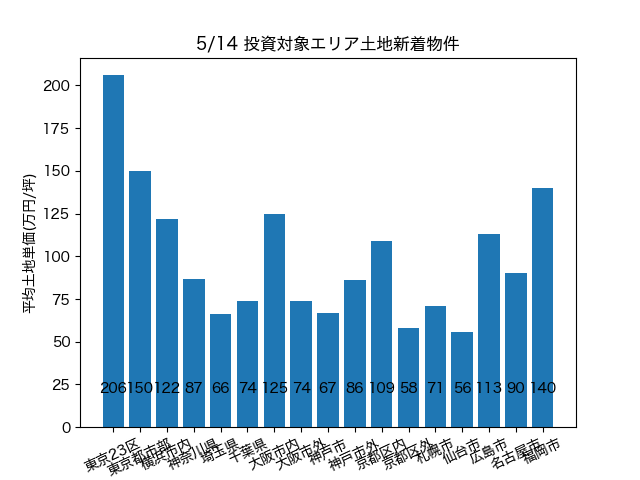 5/14 投資対象エリア土地新着物件
平均土地単価(万円/坪)
200
175
150
125
100
75
50
25
0
206 150 122 87 66 74 125 74 67 86 109 58 71 56 113 90 140
東京23区
東京都市部
横浜市内
神奈川県
埼玉県
千葉県
大阪市内
大阪市外
神戸市
神戸市外
京都区内
京都区外
札幌市
仙台市
広島市
名古屋市
福岡市